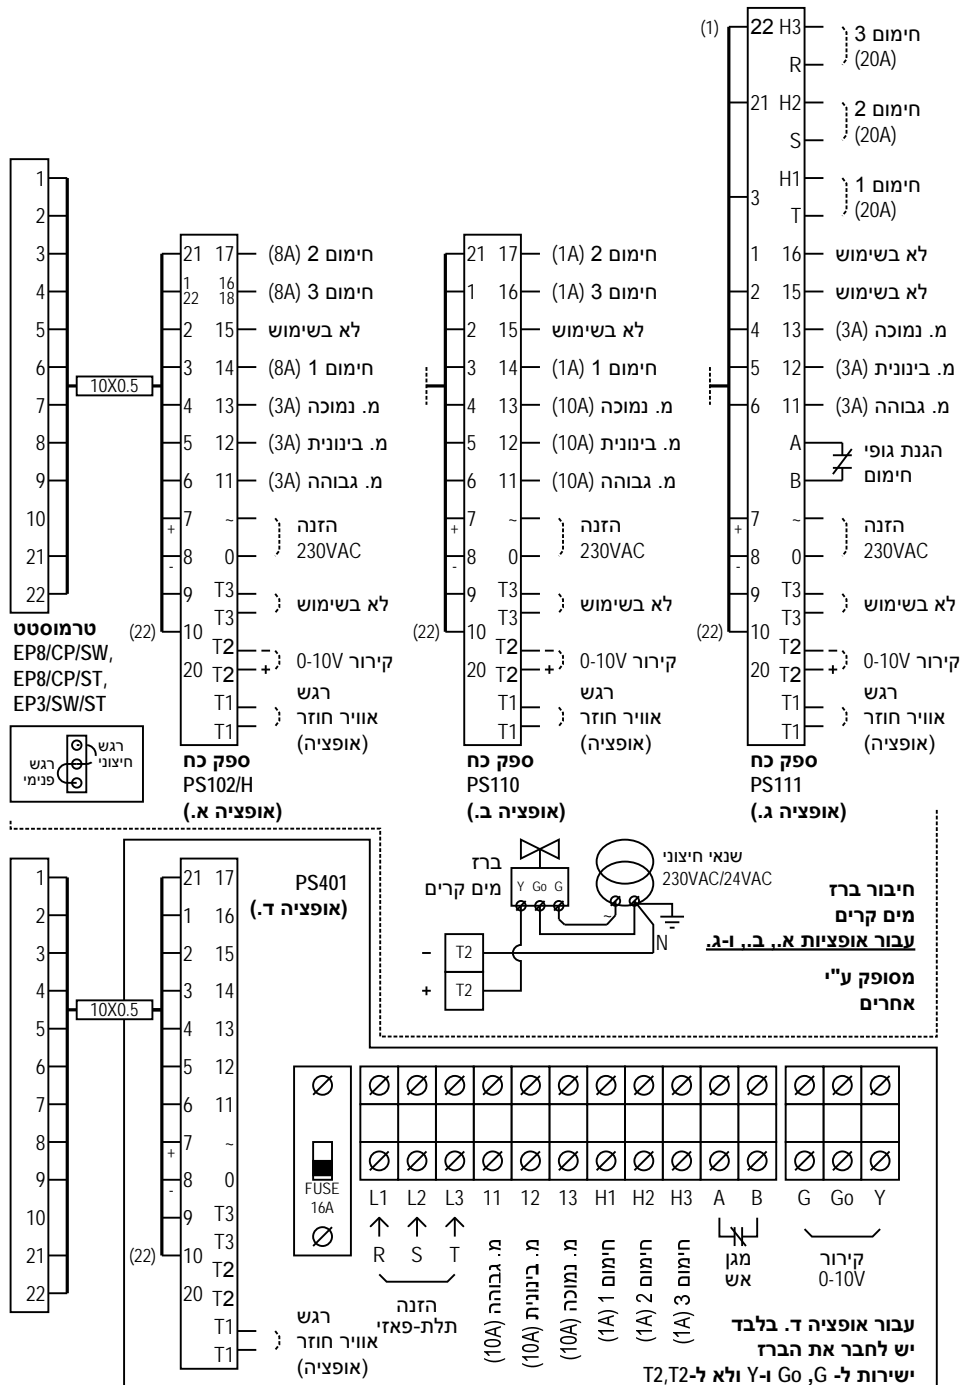 (1)
22 H3
R
חימום 3
(20A)
21 H2
S
חימום 2
(20A)
3
H1
T
חימום 1
(20A)
1 16 לא בשימוש
2 15 לא בשימוש
4 13 מ. נמוכה (3A)
5 12 מ. בינונית (3A)
6 11 מ. גבוהה (3A)
A
B
הגנת גופי
חימום
+
-
7 ~
8 0
הזנה
230VAC
9 T3
T3
לא בשימוש
(22)
10 T2
20 T2
+
קירור 0-10V
T1
T1
רגש
אוויר חוזר
(אופציה)
ספק כח
PS111
(אופציה ג.)
21 17 חימום 2 (1A)
1 16 חימום 3 (1A)
2 15 לא בשימוש
3 14 חימום 1 (1A)
4 13 מ. נמוכה (10A)
5 12 מ. בינונית (10A)
6 11 מ. גבוהה (10A)
+
-
7 ~
8 0
הזנה
230VAC
9 T3
T3
לא בשימוש
(22)
10 T2
20 T2
+
קירור 0-10V
T1
T1
רגש
אוויר חוזר
(אופציה)
ספק כח
PS110
(אופציה ב.)
21 17 חימום 2 (8A)
1 16
22 18
חימום 3 (8A)
2 15 לא בשימוש
3 14 חימום 1 (8A)
4 13 מ. נמוכה (3A)
5 12 מ. בינונית (3A)
6 11 מ. גבוהה (3A)
+
-
7 ~
8 0
הזנה
230VAC
9 T3
T3
לא בשימוש
(22)
10 T2
20 T2
+
קירור 0-10V
T1
T1
רגש
אוויר חוזר
(אופציה)
ספק כח
PS102/H
(אופציה א.)
10X0.5
1
2
3
4
5
6
7
8
9
10
21
22
טרמוסטט
EP8/CP/SW,
EP8/CP/ST,
EP3/SW/ST
רגש
חיצוני
רגש
פנימי
ברז
מים קרים
Y Go G
שנאי חיצוני
230VAC/24VAC
~
N
− T2
+ T2
חיבור ברז
מים קרים
עבור אופציות א., ב., ו-ג.
מסופק ע"י
אחרים
1
2
3
4
5
6
7
8
9
10
21
22
10X0.5
PS401
(אופציה ד.)
21 17
1 16
2 15
3 14
4 13
5 12
6 11
+
-
7 ~
8 0
9 T3
T3
(22)
10 T2
20 T2
T1
T1
רגש
אוויר חוזר
(אופציה)
FUSE
16A
L1 L2 L3 11 12 13 H1 H2 H3 A B G Go Y
R S T
הזנה
תלת-פאזי
מ. גבוהה (10A)
מ. בינונית (10A)
מ. נמוכה (10A)
חימום 1 (1A)
חימום 2 (1A)
חימום 3 (1A)
מגן
אש
קירור
0-10V
עבור אופציה ד. בלבד
יש לחבר את הברז
ישירות ל- G, Go ו-Y ולא ל-T2,T2